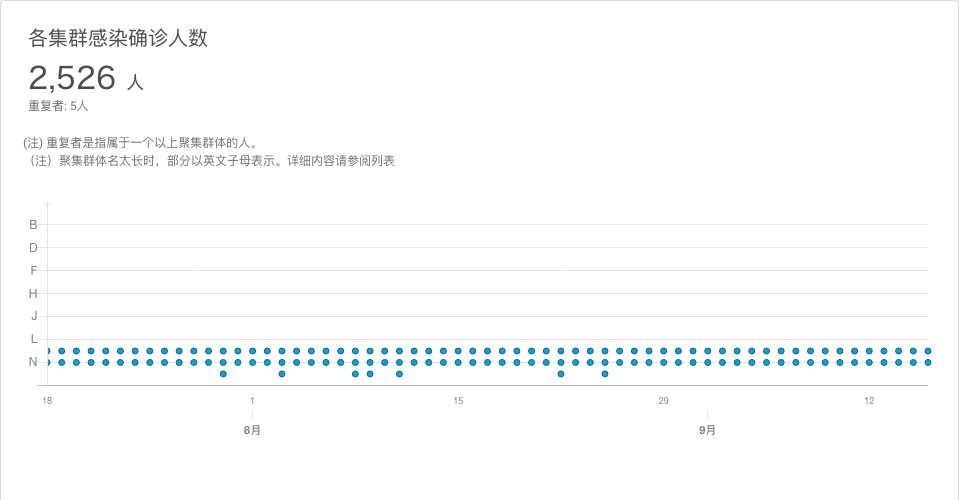 各集群感染确诊人数
2,526 人
重复者: 5人
(注) 重复者是指属于一个以上聚集群体的人。
（注）聚集群体名太长时，部分以英文子母表示。详细内容请参阅列表
B
D
F
H
J
L
N
18 1 15 29 12
8月 9月